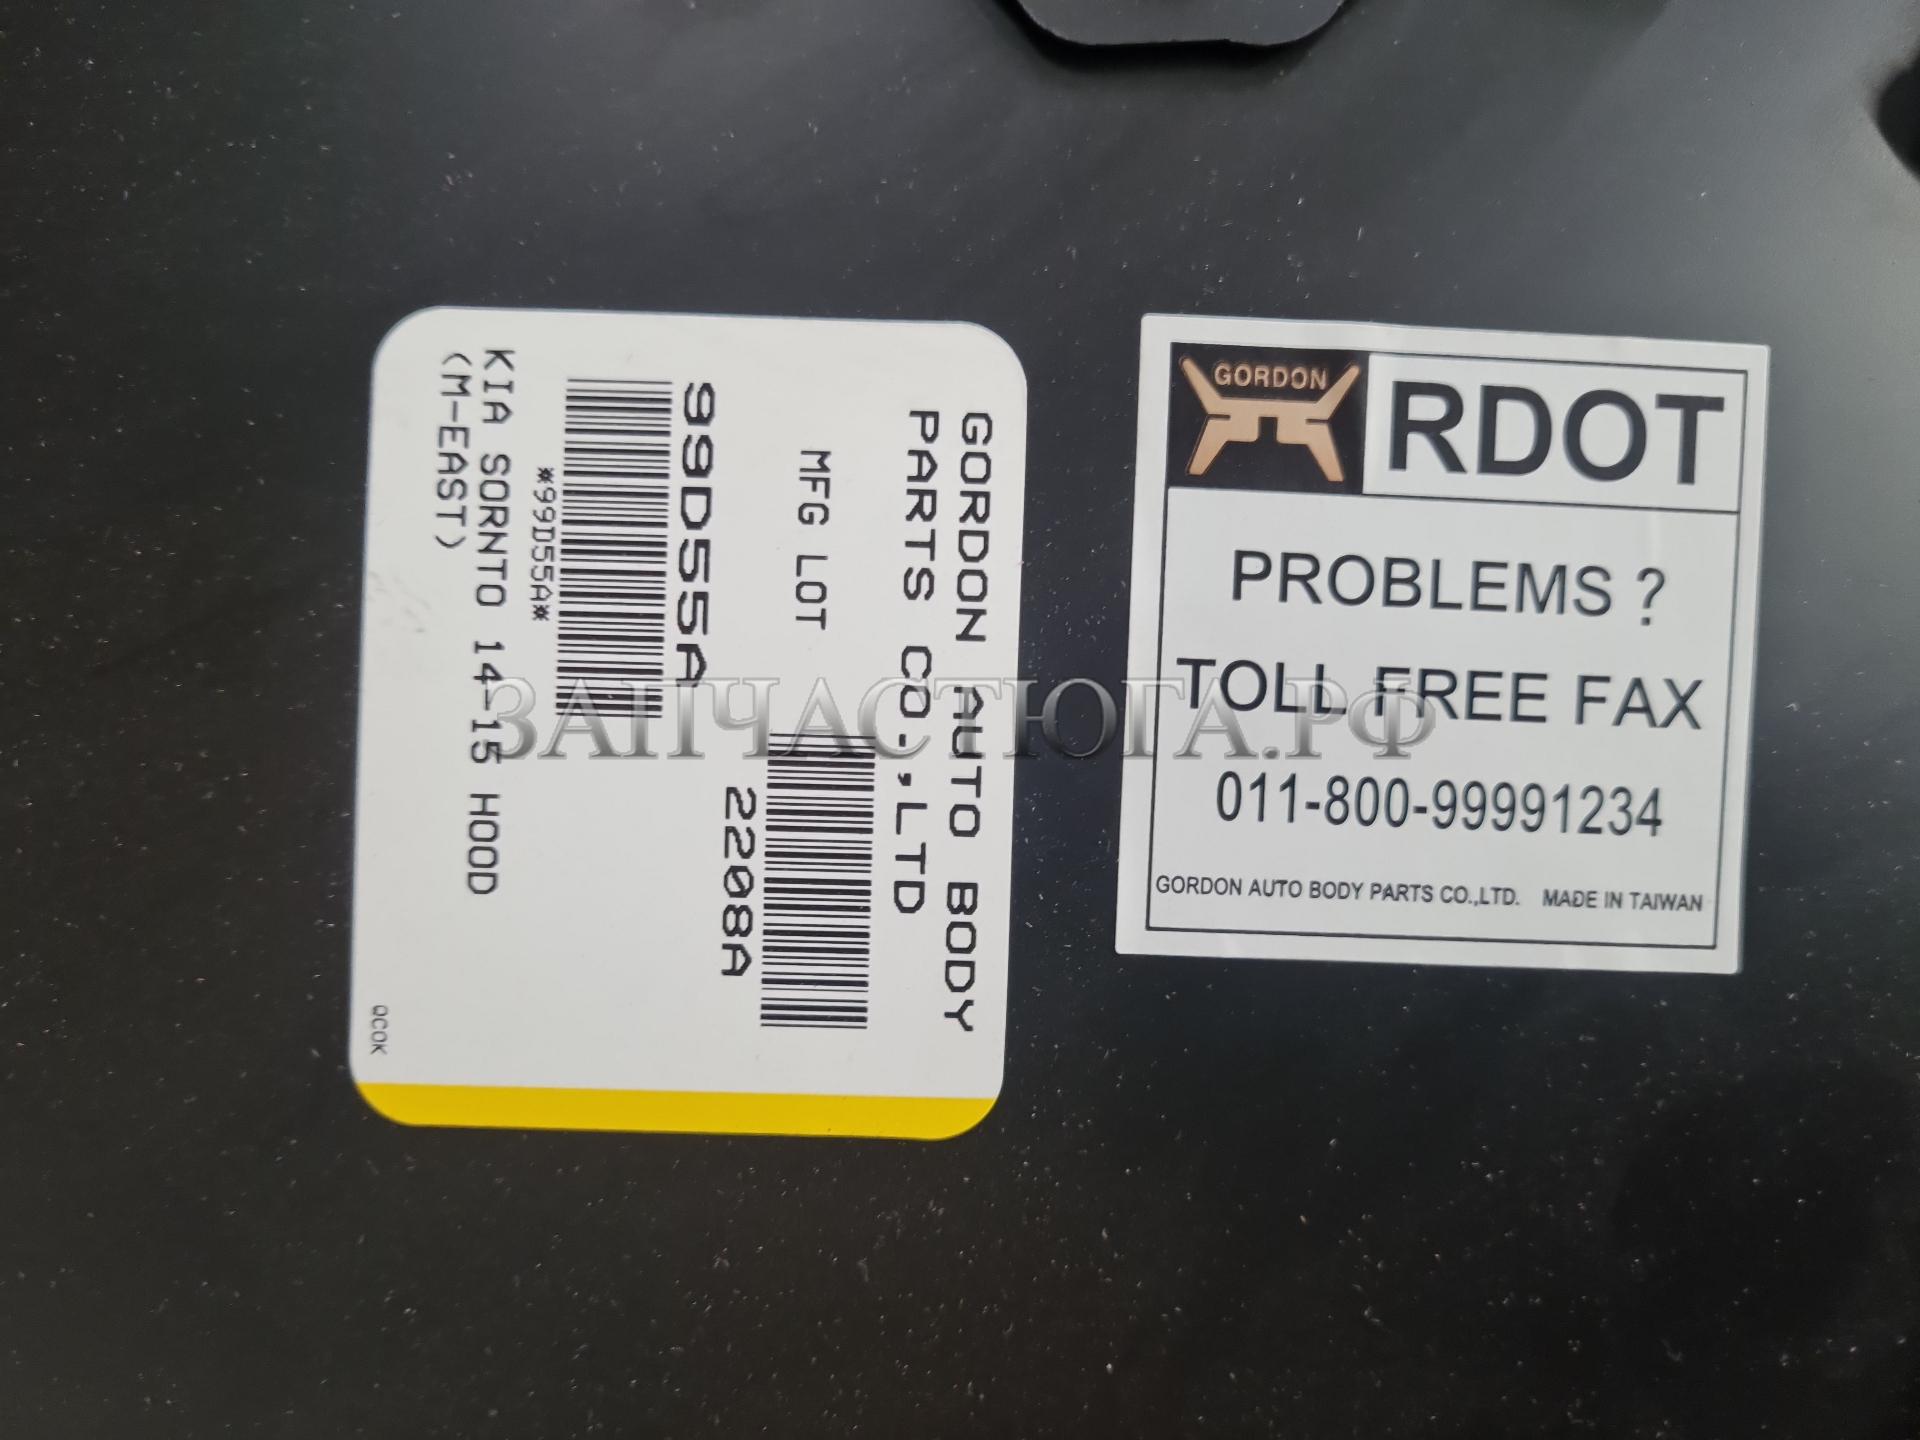 GORDON AUTO BODY
PARTS CO.,LTD
MFG LOT
2208A
99D55A
*99D55A*
KIA SORNTO 14-15 HOOD
(M-EAST)
QCOK
GORDON
RDOT
PROBLEMS ?
TOLL FREE FAX
011-800-99991234
GORDON AUTO BODY PARTS CO.,LTD. MADE IN TAIWAN
ЗАПЧАСТЮГА.РФ